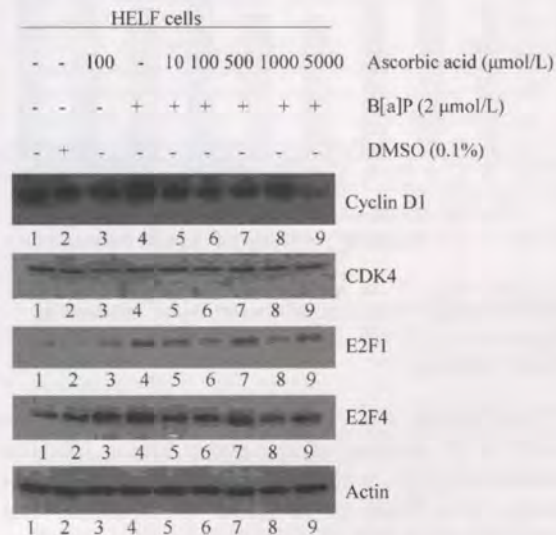 HELF cells
- - 100 - 10 100 500 1000 5000 Ascorbic acid (μmol/L)
- - - + + + + + + B[a]P (2 μmol/L)
- + - - - - - - - DMSO (0.1%)
Cyclin D1
1 2 3 4 5 6 7 8 9
CDK4
1 2 3 4 5 6 7 8 9
E2F1
1 2 3 4 5 6 7 8 9
E2F4
1 2 3 4 5 6 7 8 9
Actin
1 2 3 4 5 6 7 8 9